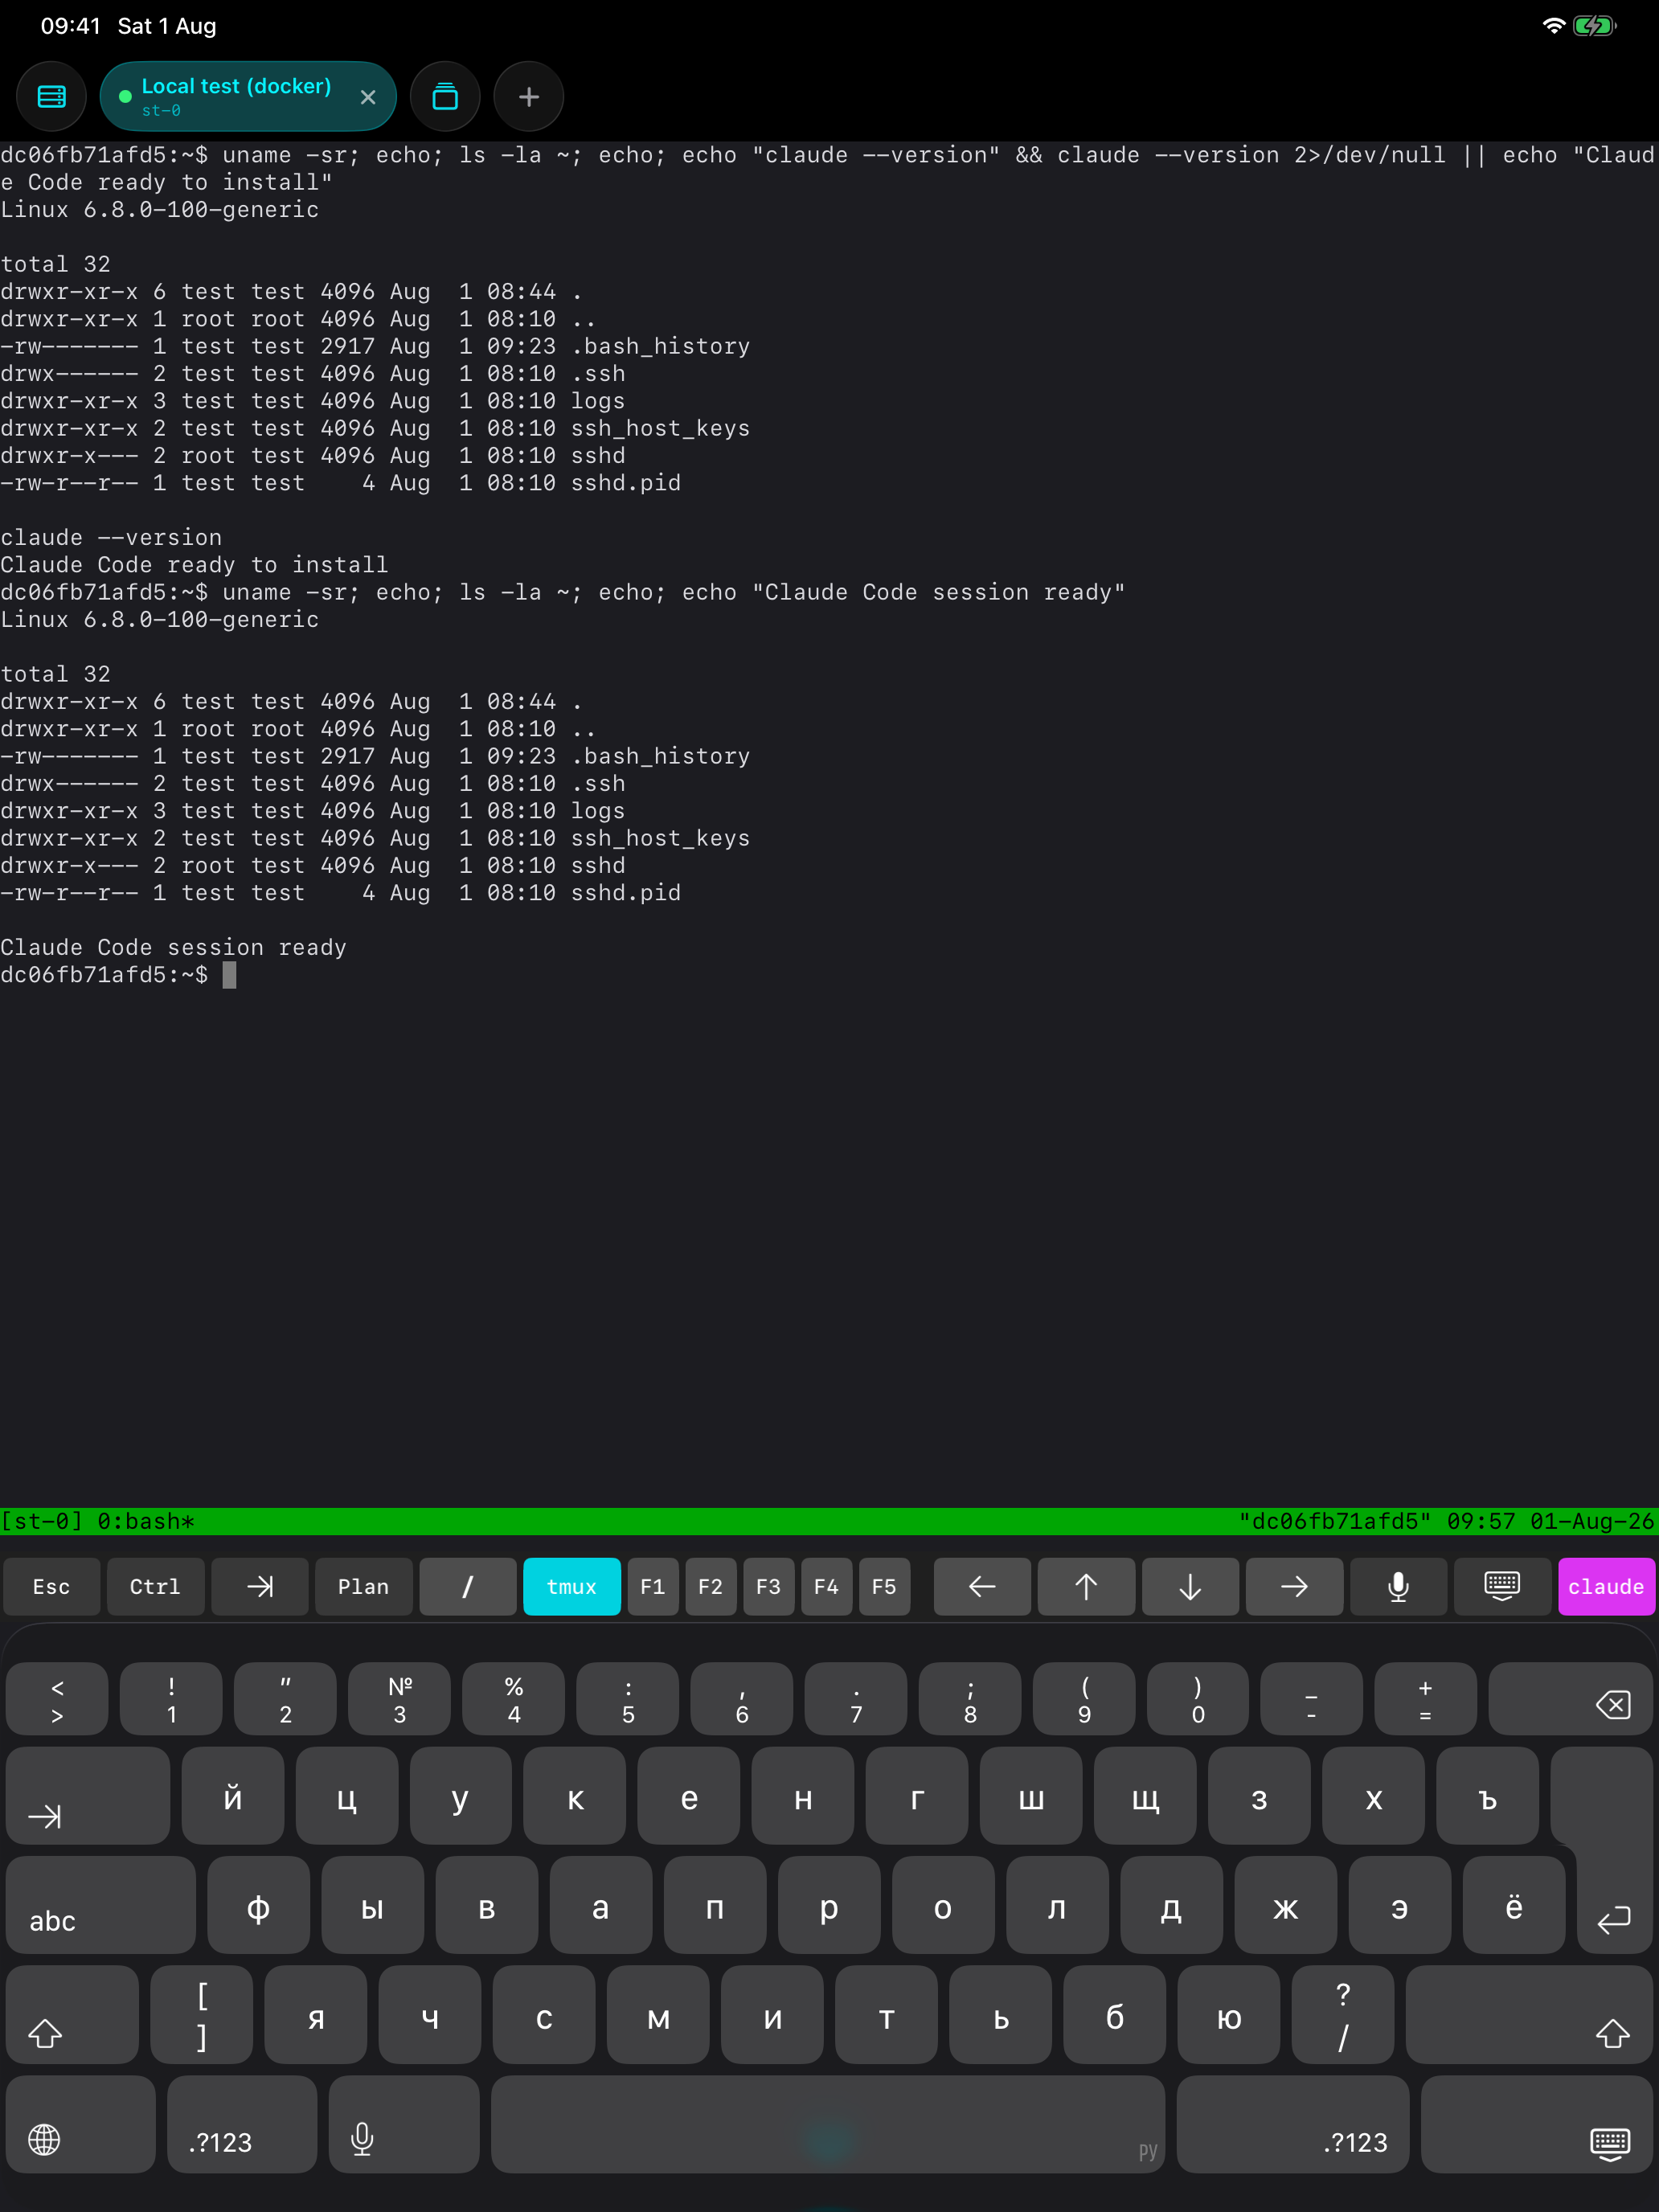 09:41 Sat 1 Aug
Local test (docker)
st-0
dc06fb71afd5:~$ uname -sr; echo; ls -la ~; echo; echo "claude --version" && claude --version 2>/dev/null || echo "Claud
e Code ready to install"
Linux 6.8.0-100-generic
total 32
drwxr-xr-x 6 test test 4096 Aug  1 08:44 .
drwxr-xr-x 1 root root 4096 Aug  1 08:10 ..
-rw------- 1 test test 2917 Aug  1 09:23 .bash_history
drwx------ 2 test test 4096 Aug  1 08:10 .ssh
drwxr-xr-x 3 test test 4096 Aug  1 08:10 logs
drwxr-xr-x 2 test test 4096 Aug  1 08:10 ssh_host_keys
drwxr-x--- 2 root test 4096 Aug  1 08:10 sshd
-rw-r--r-- 1 test test    4 Aug  1 08:10 sshd.pid
claude --version
Claude Code ready to install
dc06fb71afd5:~$ uname -sr; echo; ls -la ~; echo; echo "Claude Code session ready"
Linux 6.8.0-100-generic
total 32
drwxr-xr-x 6 test test 4096 Aug  1 08:44 .
drwxr-xr-x 1 root root 4096 Aug  1 08:10 ..
-rw------- 1 test test 2917 Aug  1 09:23 .bash_history
drwx------ 2 test test 4096 Aug  1 08:10 .ssh
drwxr-xr-x 3 test test 4096 Aug  1 08:10 logs
drwxr-xr-x 2 test test 4096 Aug  1 08:10 ssh_host_keys
drwxr-x--- 2 root test 4096 Aug  1 08:10 sshd
-rw-r--r-- 1 test test    4 Aug  1 08:10 sshd.pid
Claude Code session ready
dc06fb71afd5:~$
[st-0] 0:bash* "dc06fb71afd5" 09:57 01-Aug-26
Esc Ctrl →| Plan / tmux F1 F2 F3 F4 F5 ← ↑ ↓ → claude
< ! " № % : , . ; ( ) _ +
> 1 2 3 4 5 6 7 8 9 0 - =
й ц у к е н г ш щ з х ъ
abc ф ы в а п р о л д ж э ё
[ ] я ч с м и т ь б ю ? /
.?123 РУ .?123